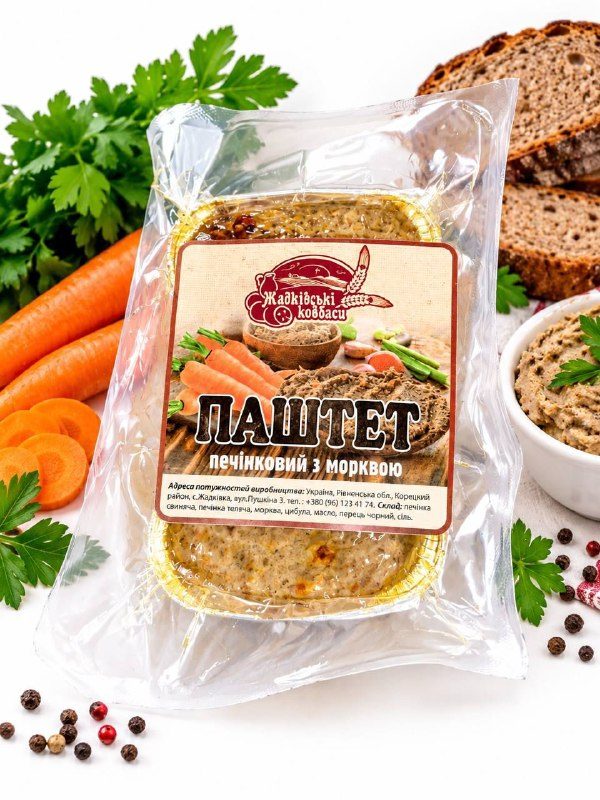 Жадківські
ковбаси
ПАШТЕТ
печінковий з морквою
Адреса потужностей виробництва: Україна, Рівненська обл., Корецкий
район, с.Жадківка, вул.Пушкіна 3. тел. : +380 (96) 123 41 74. Склад: печінка
свиняча, печінка теляча, морква, цибула, масло, перець чорний, сіль.